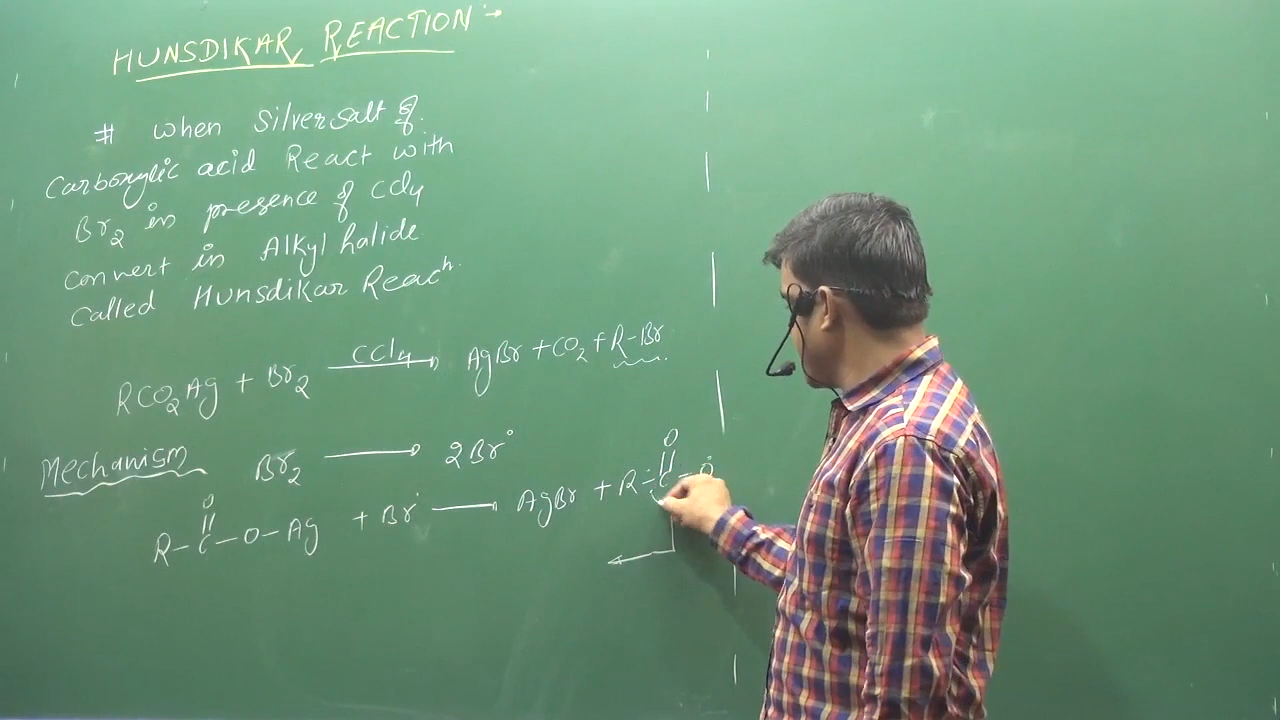 HUNSDIKAR REACTION :→
# When Silver salt of
Carboxylic acid React with
Br2 in presence of CCl4
convert in Alkyl halide
called Hunsdikar Reacn.
RCO2Ag + Br2 CCl4→ AgBr + CO2 + R-Br
Mechanism Br2 → 2Br°
R-C(=O)-O-Ag + Br° → AgBr + R-C(=O)-O°